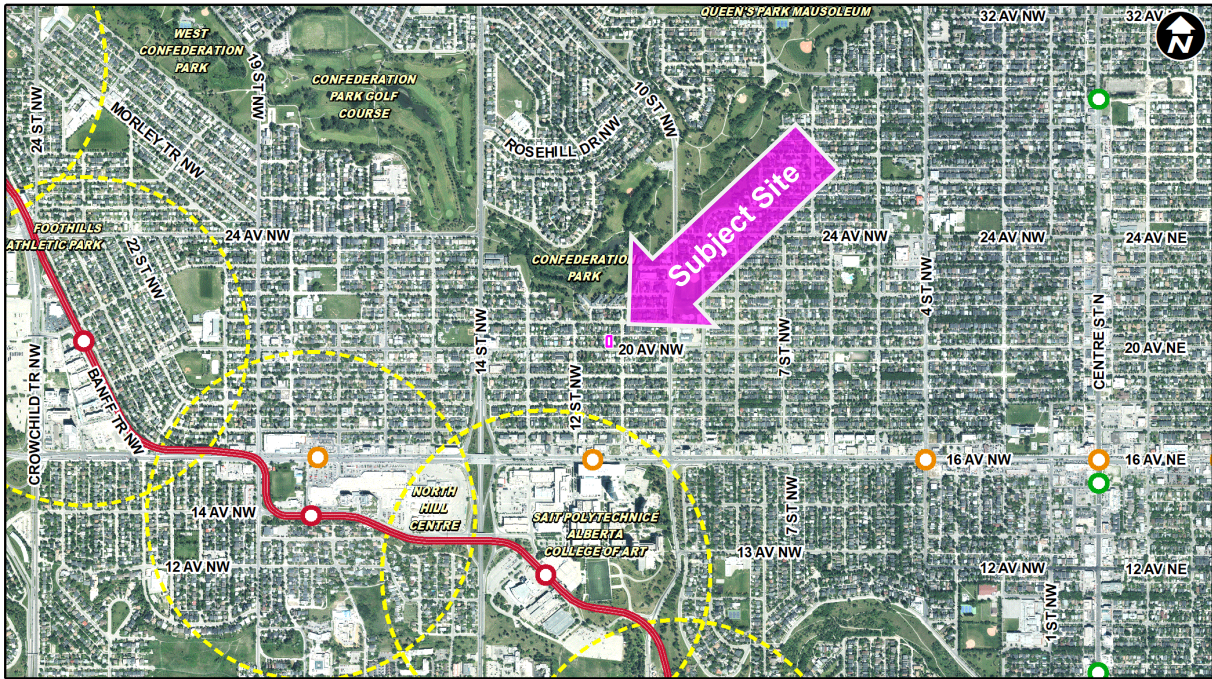 QUEEN'S PARK MAUSOLEUM
32 AV NW
32 AV
N
WEST
CONFEDERATION
PARK
19 ST NW
CONFEDERATION
PARK GOLF
COURSE
10 ST NW
24 ST NW
MORLEY TR NW
ROSEHILL DR NW
Subject Site
FOOTHILLS
ATHLETIC PARK
22 ST NW
24 AV NW
24 AV NW
24 AV NW
24 AV NE
CONFEDERATION
PARK
4 ST NW
CENTRE ST N
14 ST NW
20 AV NW
7 ST NW
20 AV NE
CROWCHILD TR NW
BANFF TR NW
12 ST NW
16 AV NW
16 AV NE
NORTH
HILL
CENTRE
14 AV NW
SAIT POLYTECHNICE
ALBERTA
COLLEGE OF ART
7 ST NW
13 AV NW
12 AV NW
12 AV NW
12 AV NE
1 ST NW